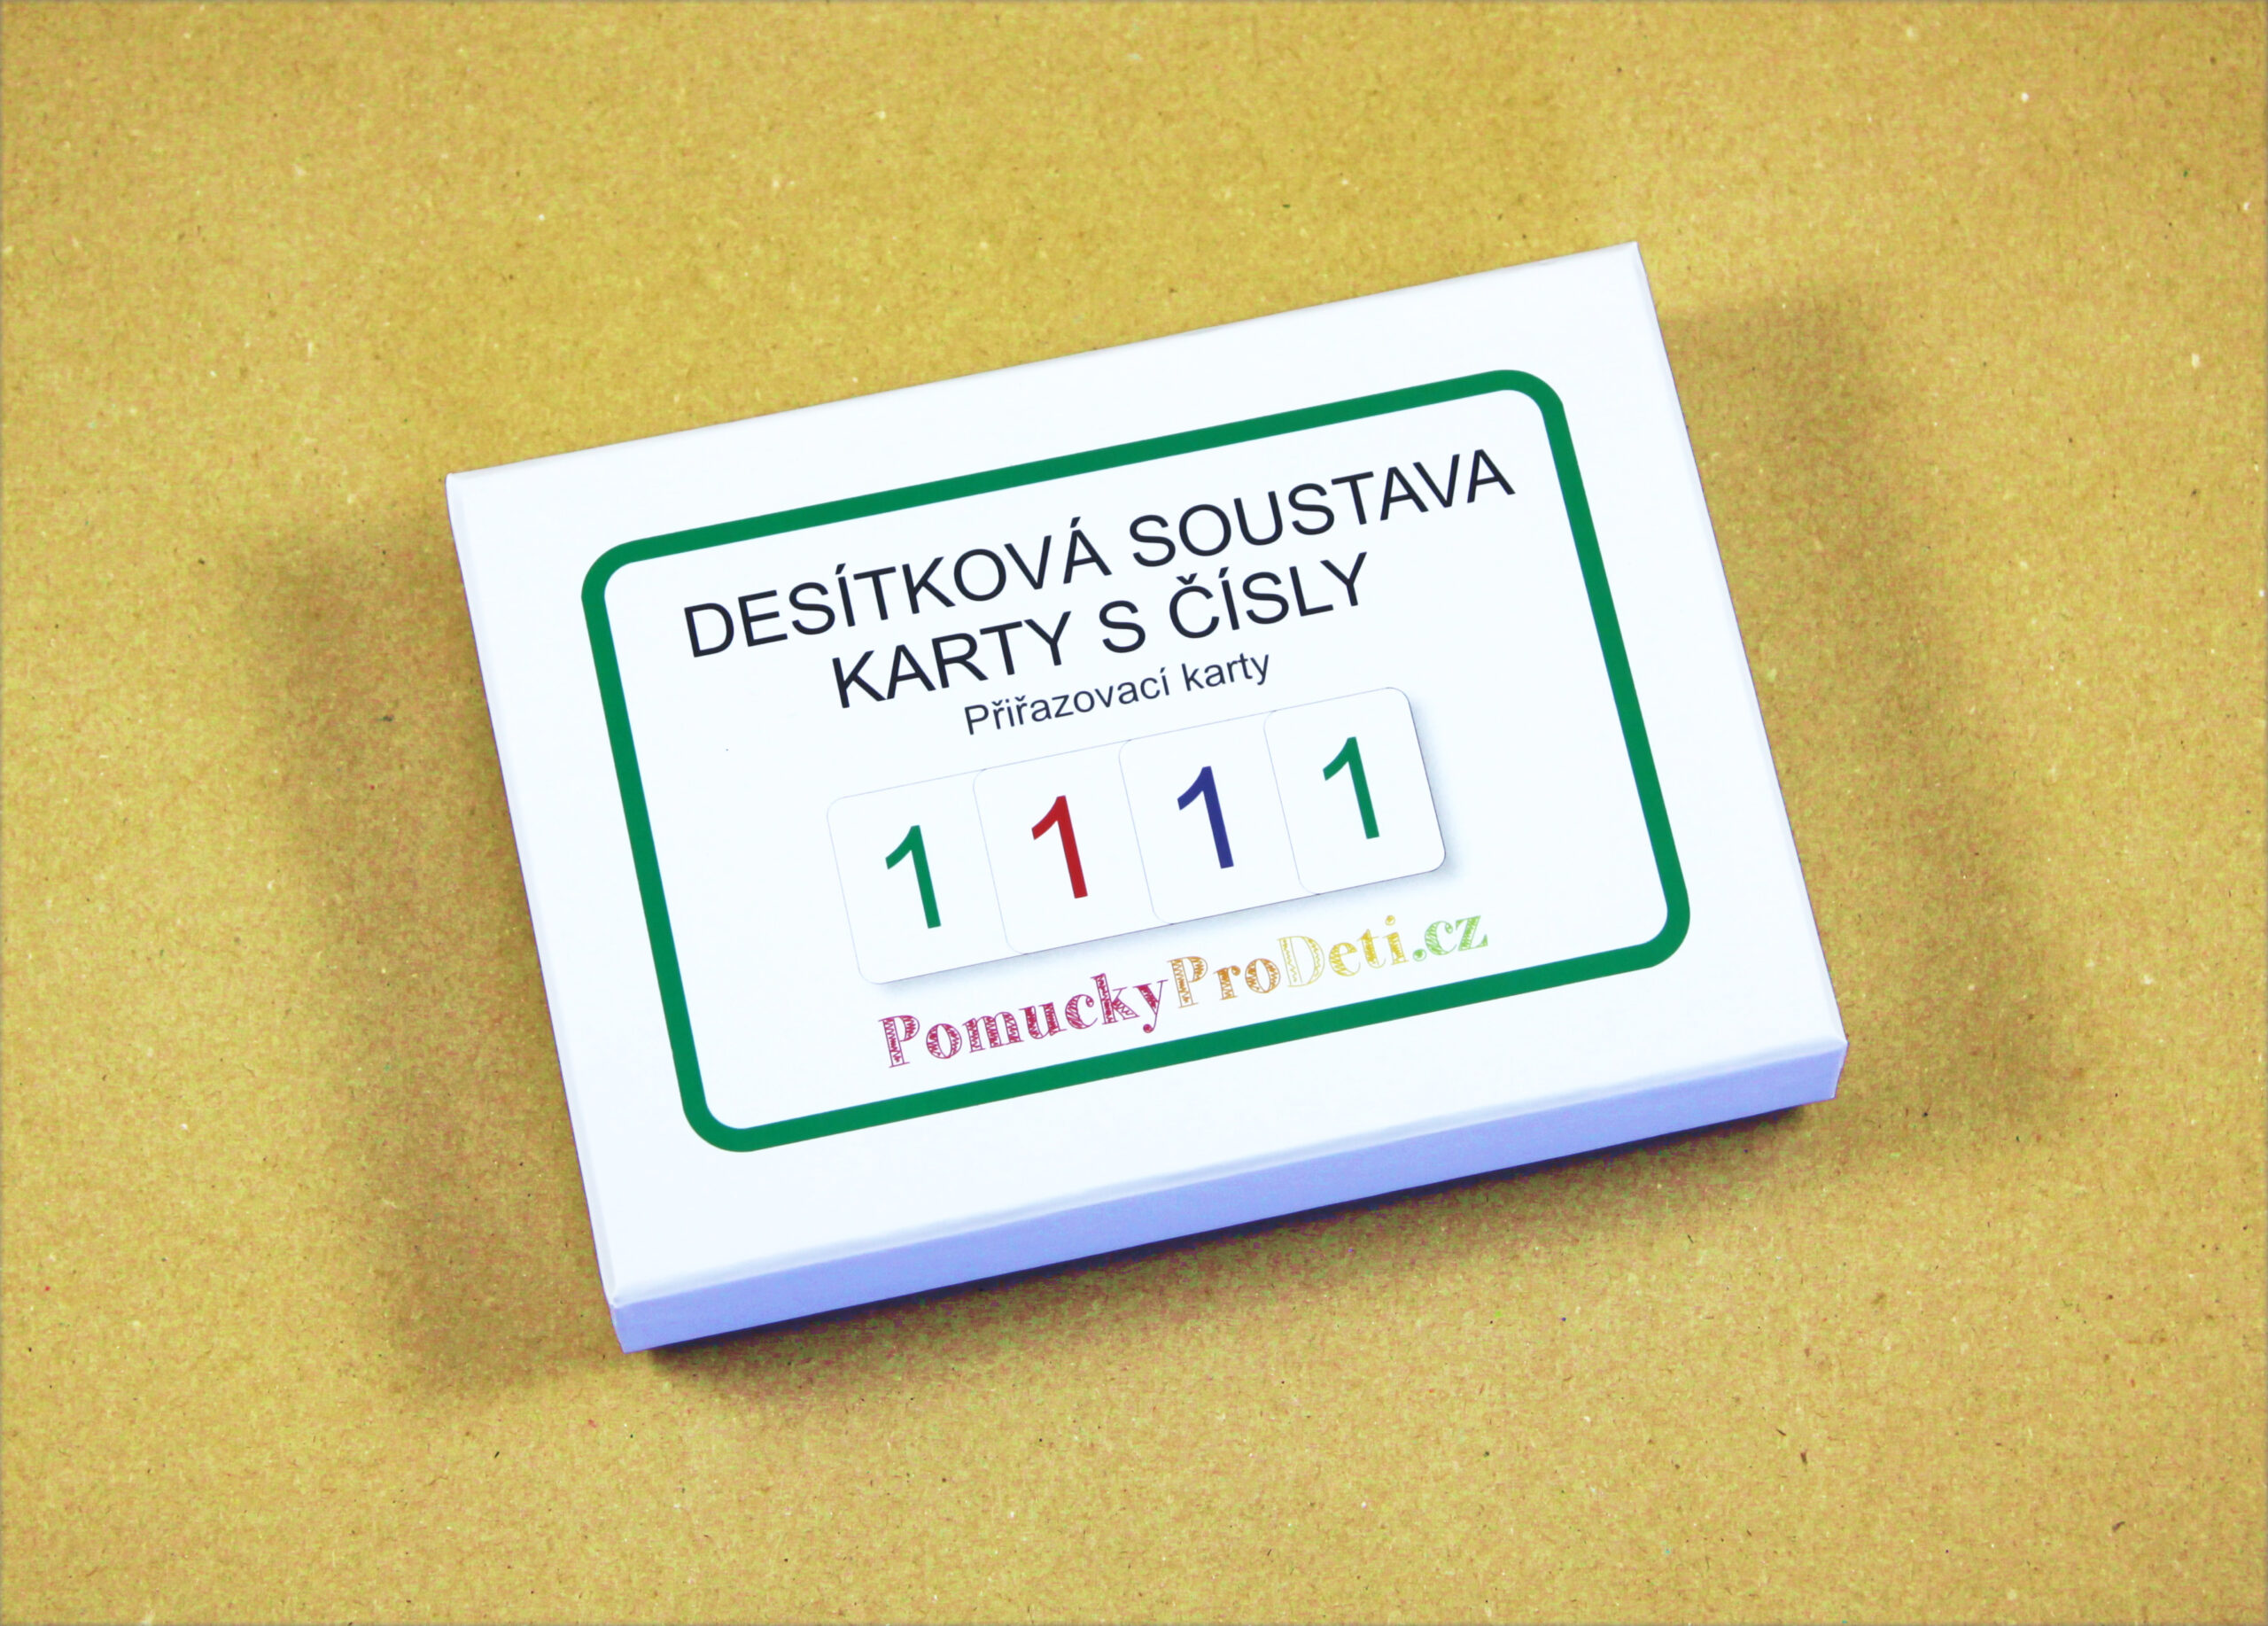 DESÍTKOVÁ SOUSTAVA
KARTY S ČÍSLY
Přiřazovací karty
1 1 1 1
PomuckyProDeti.cz